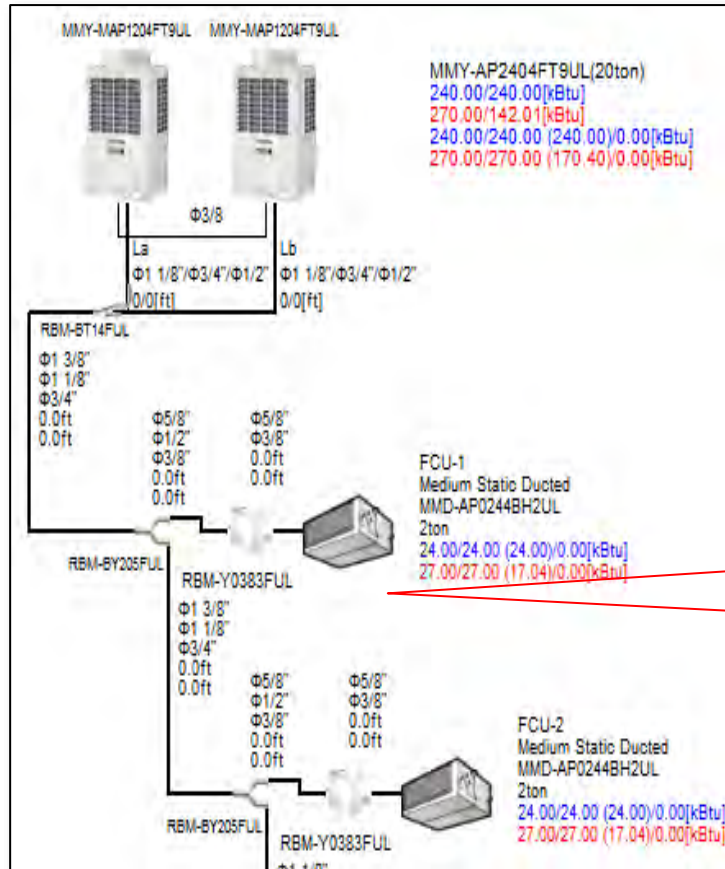 MMY-MAP1204FT9UL MMY-MAP1204FT9UL
MMY-AP2404FT9UL(20ton)
240.00/240.00[kBtu]
270.00/142.01[kBtu]
240.00/240.00 (240.00)/0.00[kBtu]
270.00/270.00 (170.40)/0.00[kBtu]
Φ3/8
La
Φ1 1/8"/Φ3/4"/Φ1/2"
0/0[ft]
Lb
Φ1 1/8"/Φ3/4"/Φ1/2"
0/0[ft]
RBM-BT14FUL
Φ1 3/8"
Φ1 1/8"
Φ3/4"
0.0ft
0.0ft
Φ5/8"
Φ1/2"
Φ3/8"
0.0ft
0.0ft
Φ5/8"
Φ3/8"
0.0ft
0.0ft
FCU-1
Medium Static Ducted
MMD-AP0244BH2UL
2ton
24.00/24.00 (24.00)/0.00[kBtu]
27.00/27.00 (17.04)/0.00[kBtu]
RBM-BY205FUL
RBM-Y0383FUL
Φ1 3/8"
Φ1 1/8"
Φ3/4"
0.0ft
0.0ft
Φ5/8"
Φ1/2"
Φ3/8"
0.0ft
0.0ft
Φ5/8"
Φ3/8"
0.0ft
0.0ft
FCU-2
Medium Static Ducted
MMD-AP0244BH2UL
2ton
24.00/24.00 (24.00)/0.00[kBtu]
27.00/27.00 (17.04)/0.00[kBtu]
RBM-BY205FUL
RBM-Y0383FUL